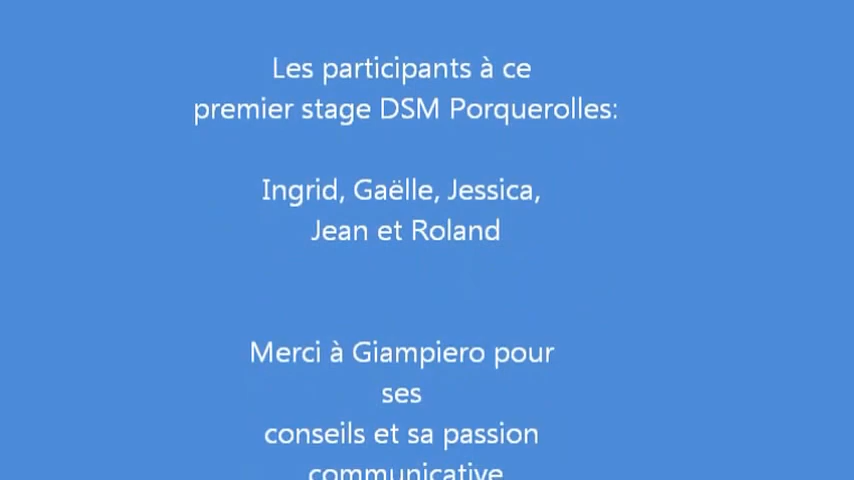 Les participants à ce
premier stage DSM Porquerolles:
Ingrid, Gaëlle, Jessica,
Jean et Roland
Merci à Giampiero pour
ses
conseils et sa passion
communicative